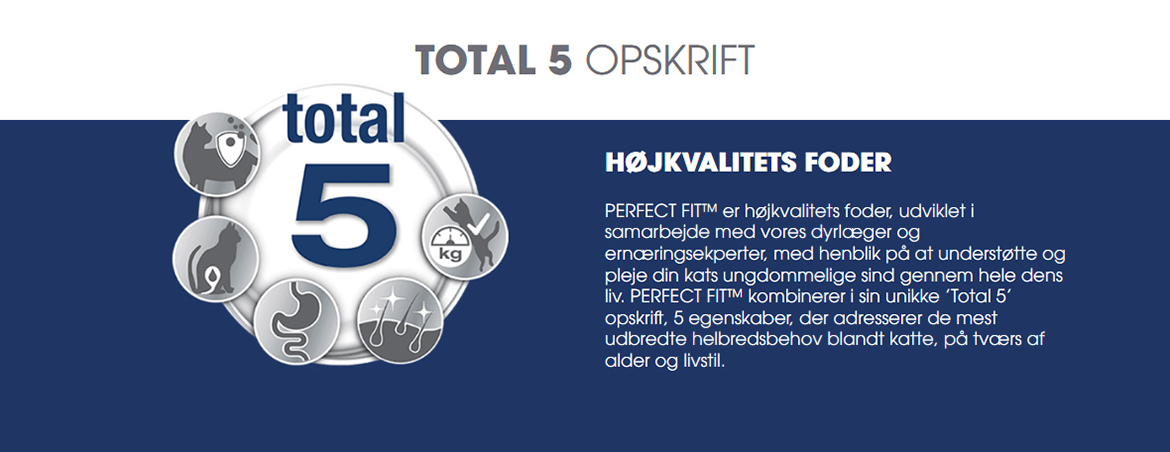 TOTAL 5 OPSKRIFT
total
5
kg
HØJKVALITETS FODER
PERFECT FIT™ er højkvalitets foder, udviklet i
samarbejde med vores dyrlæger og
ernæringsekperter, med henblik på at understøtte og
pleje din kats ungdommelige sind gennem hele dens
liv. PERFECT FIT™ kombinerer i sin unikke ‘Total 5’
opskrift, 5 egenskaber, der adresserer de mest
udbredte helbredsbehov blandt katte, på tværs af
alder og livstil.